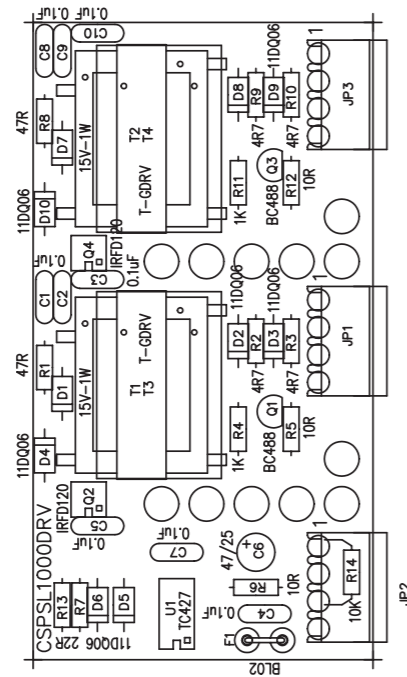 0.1uF
0.1uF
C10
C8
C9
47R
R8
D7
15V-1W
11DQ06
D10
T2
T4
T-GDRV
11DQ06
D8
R9
D9
R10
4R7
4R7
1
JP3
R11
1K
Q3
BC488
R12
10R
Q4
IRFD120
0.1uF
C1
C2
C3
0.1uF
47R
R1
D1
15V-1W
11DQ06
D4
T1
T3
T-GDRV
11DQ06
11DQ06
D2
R2
D3
R3
4R7
4R7
1
JP1
R4
1K
Q1
BC488
R5
10R
Q2
IRFD120
C5
0.1uF
C7
47/25
+
C6
1
R14
10K
JP2
CSPSL1000DRV
R13
R7
D6
D5
11DQ06
22R
U1
TC427
R6
10R
0.1uF
C4
F1
BL02